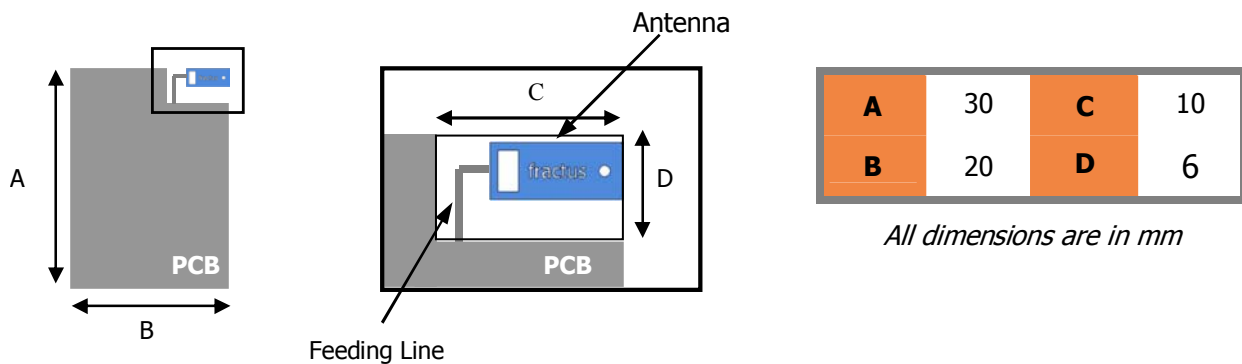 Antenna
A
PCB
B
C
fractus
D
PCB
Feeding Line
A 30 C 10
B 20 D 6
All dimensions are in mm